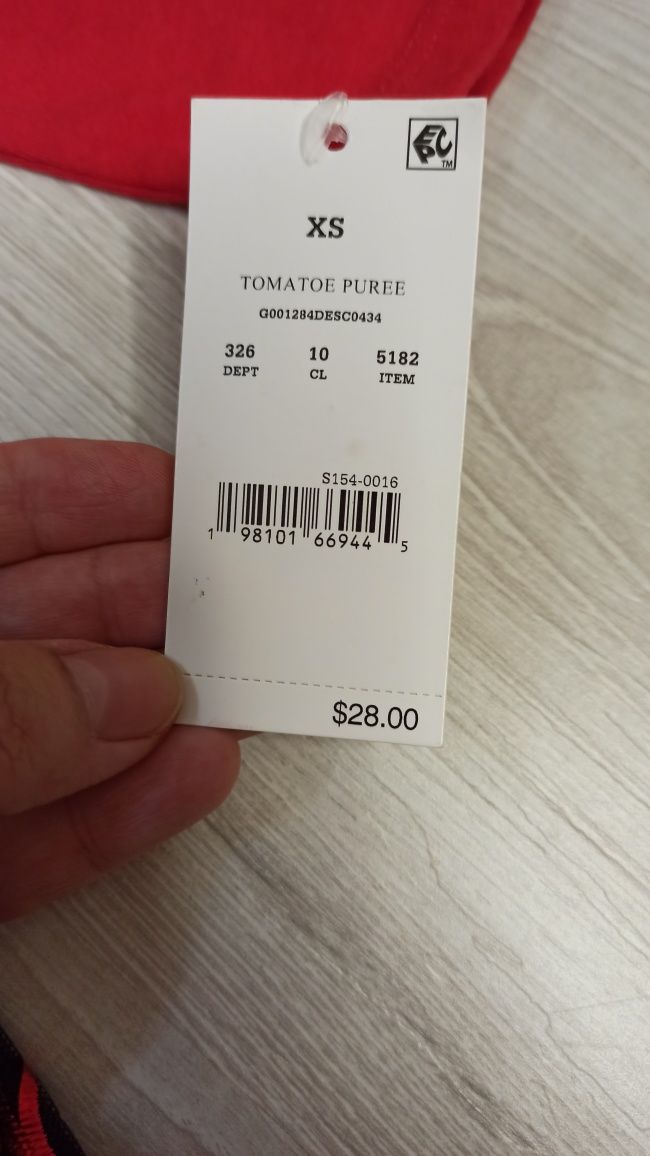 EPC
TM
XS
TOMATOE PUREE
G001284DESC0434
326 10 5182
DEPT CL ITEM
S154-0016
1 98101 66944 5
$28.00